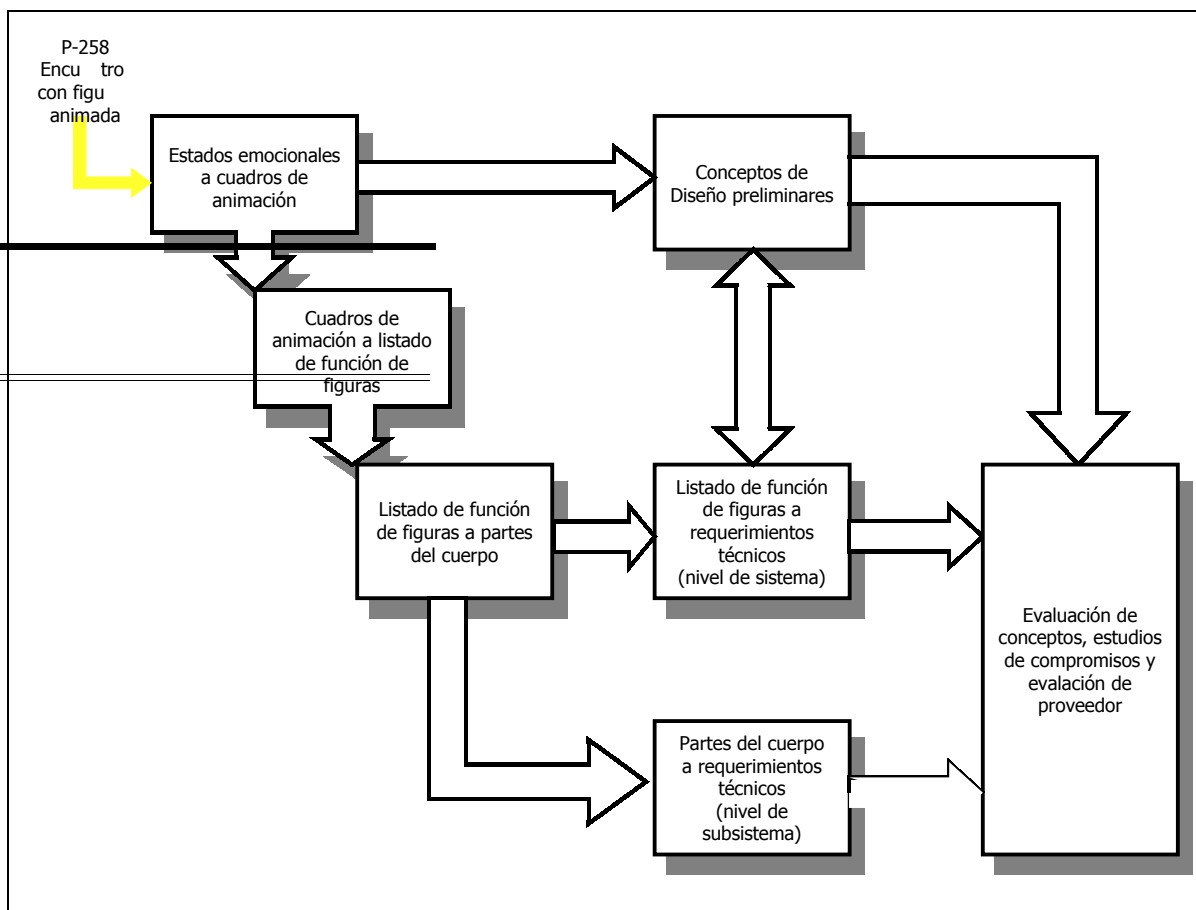 P-258
Encu tro
con figu
animada
Estados emocionales
a cuadros de
animación
Conceptos de
Diseño preliminares
Cuadros de
animación a listado
de función de
figuras
Listado de función
de figuras a partes
del cuerpo
Listado de función
de figuras a
requerimientos
técnicos
(nivel de sistema)
Evaluación de
conceptos, estudios
de compromisos y
evalación de
proveedor
Partes del cuerpo
a requerimientos
técnicos
(nivel de
subsistema)